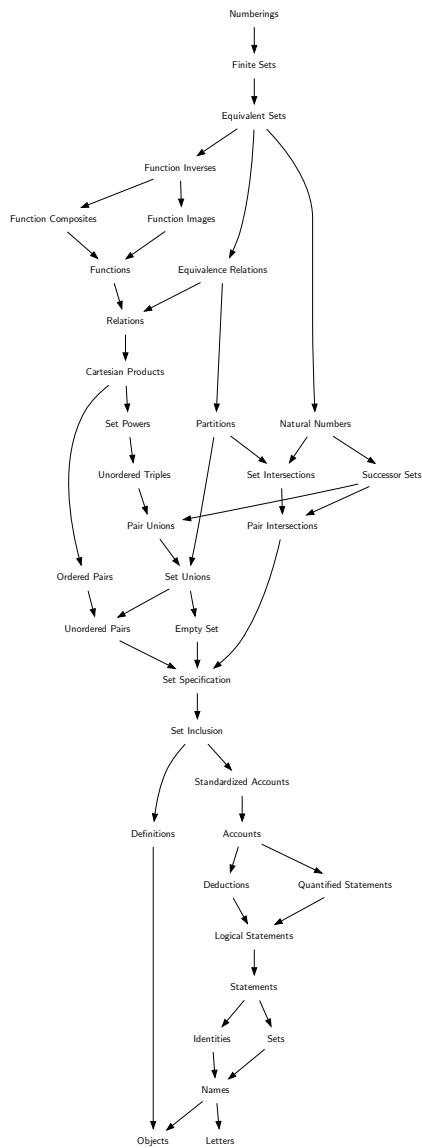 Numberings
Finite Sets
Equivalent Sets
Function Inverses
Function Composites Function Images
Functions Equivalence Relations
Relations
Cartesian Products
Set Powers Partitions Natural Numbers
Unordered Triples Set Intersections Successor Sets
Pair Unions Pair Intersections
Ordered Pairs Set Unions
Unordered Pairs Empty Set
Set Specification
Set Inclusion
Standardized Accounts
Definitions Accounts
Deductions Quantified Statements
Logical Statements
Statements
Identities Sets
Names
Objects Letters